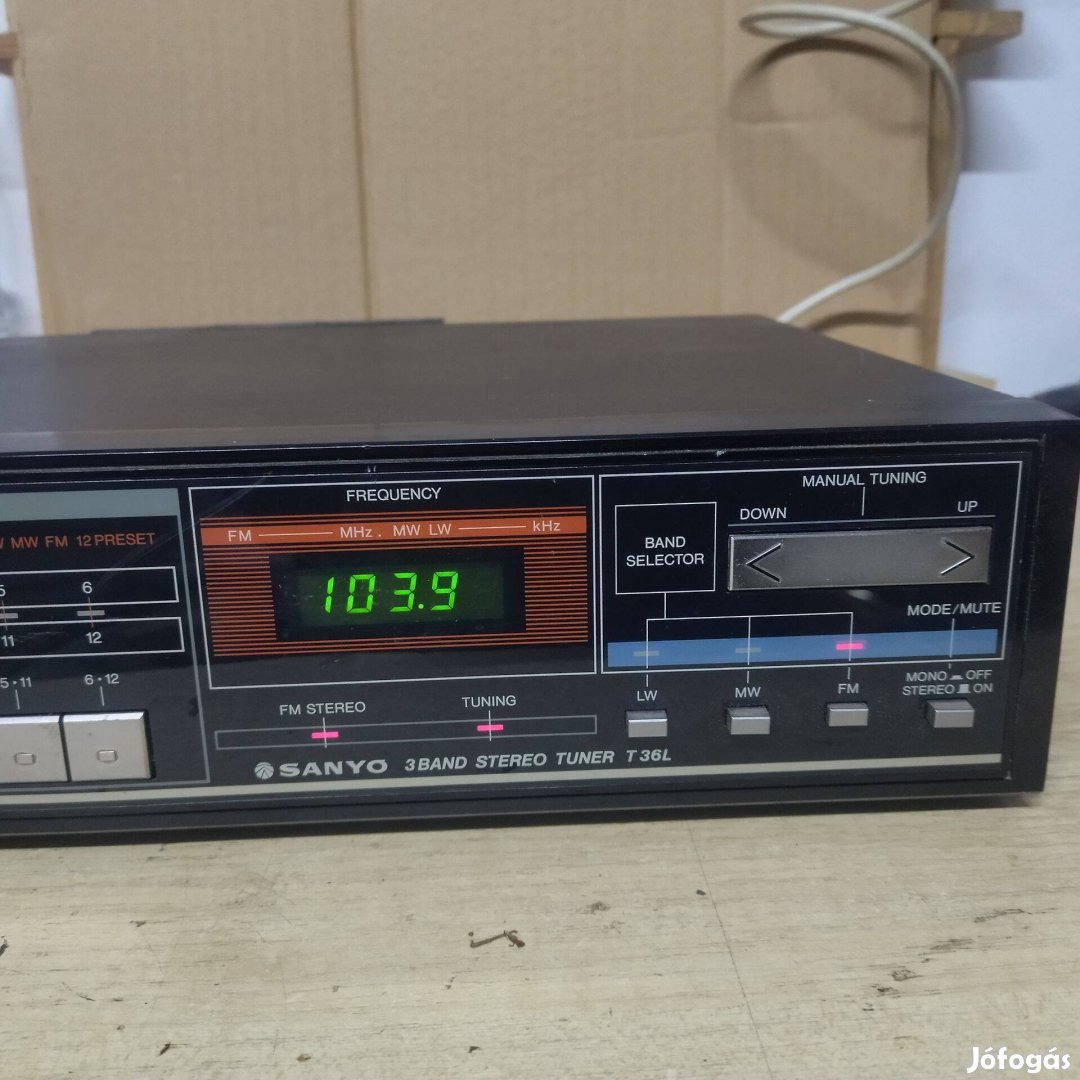 MW FM 12 PRESET
5
6
11
12
5•11
6•12
FREQUENCY
FM MHz . MW LW kHz
103.9
FM STEREO
TUNING
SANYO 3 BAND STEREO TUNER T 36L
MANUAL TUNING
DOWN
UP
BAND
SELECTOR
MODE/MUTE
MONO OFF
STEREO ON
LW
MW
FM
Jófogás